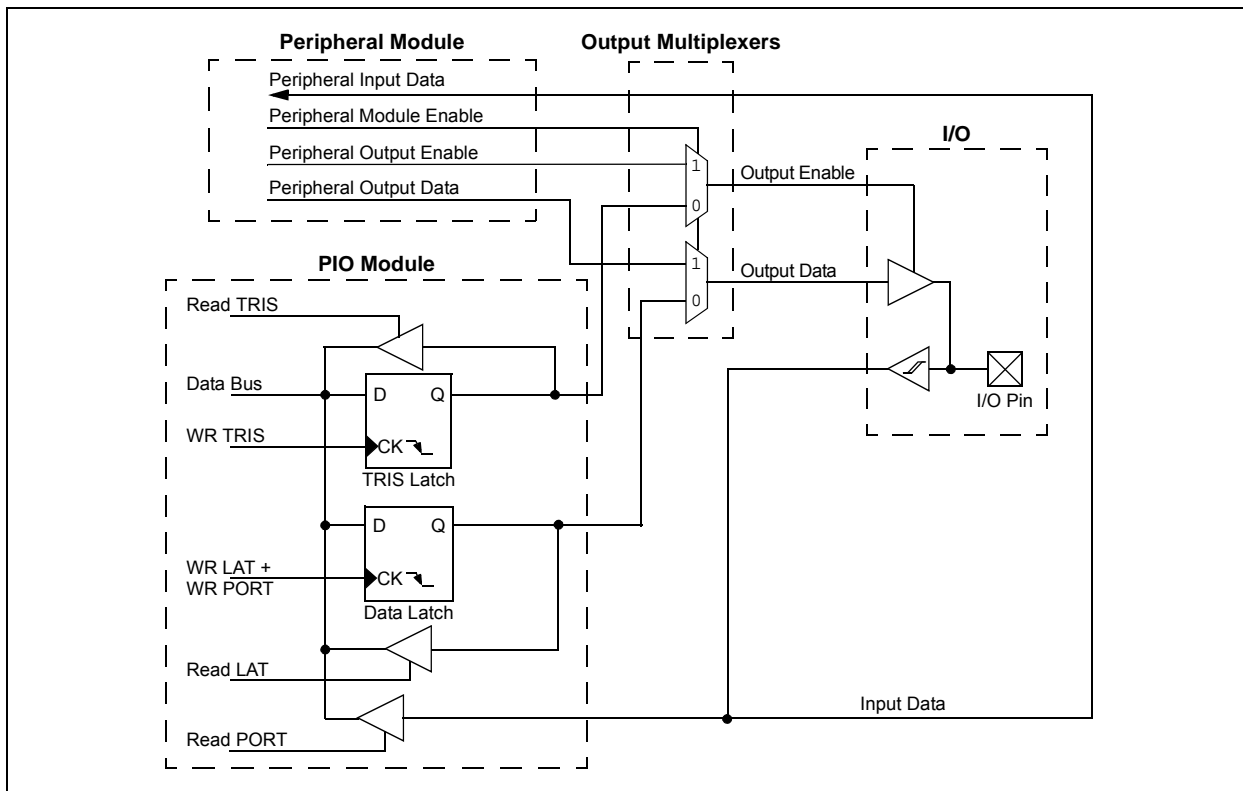 Peripheral Module
Output Multiplexers
Peripheral Input Data
Peripheral Module Enable
Peripheral Output Enable
Peripheral Output Data
1
0
1
0
Output Enable
Output Data
I/O
I/O Pin
PIO Module
Read TRIS
Data Bus
D
Q
WR TRIS
CK
TRIS Latch
D
Q
WR LAT +
WR PORT
CK
Data Latch
Read LAT
Read PORT
Input Data